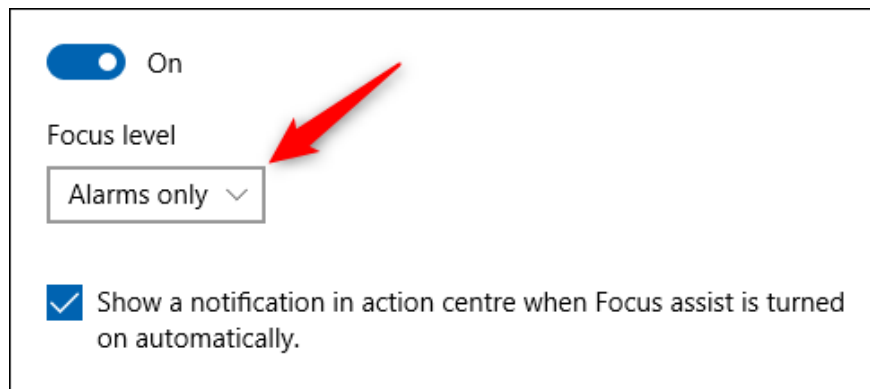 On
Focus level
Alarms only
Show a notification in action centre when Focus assist is turned
on automatically.